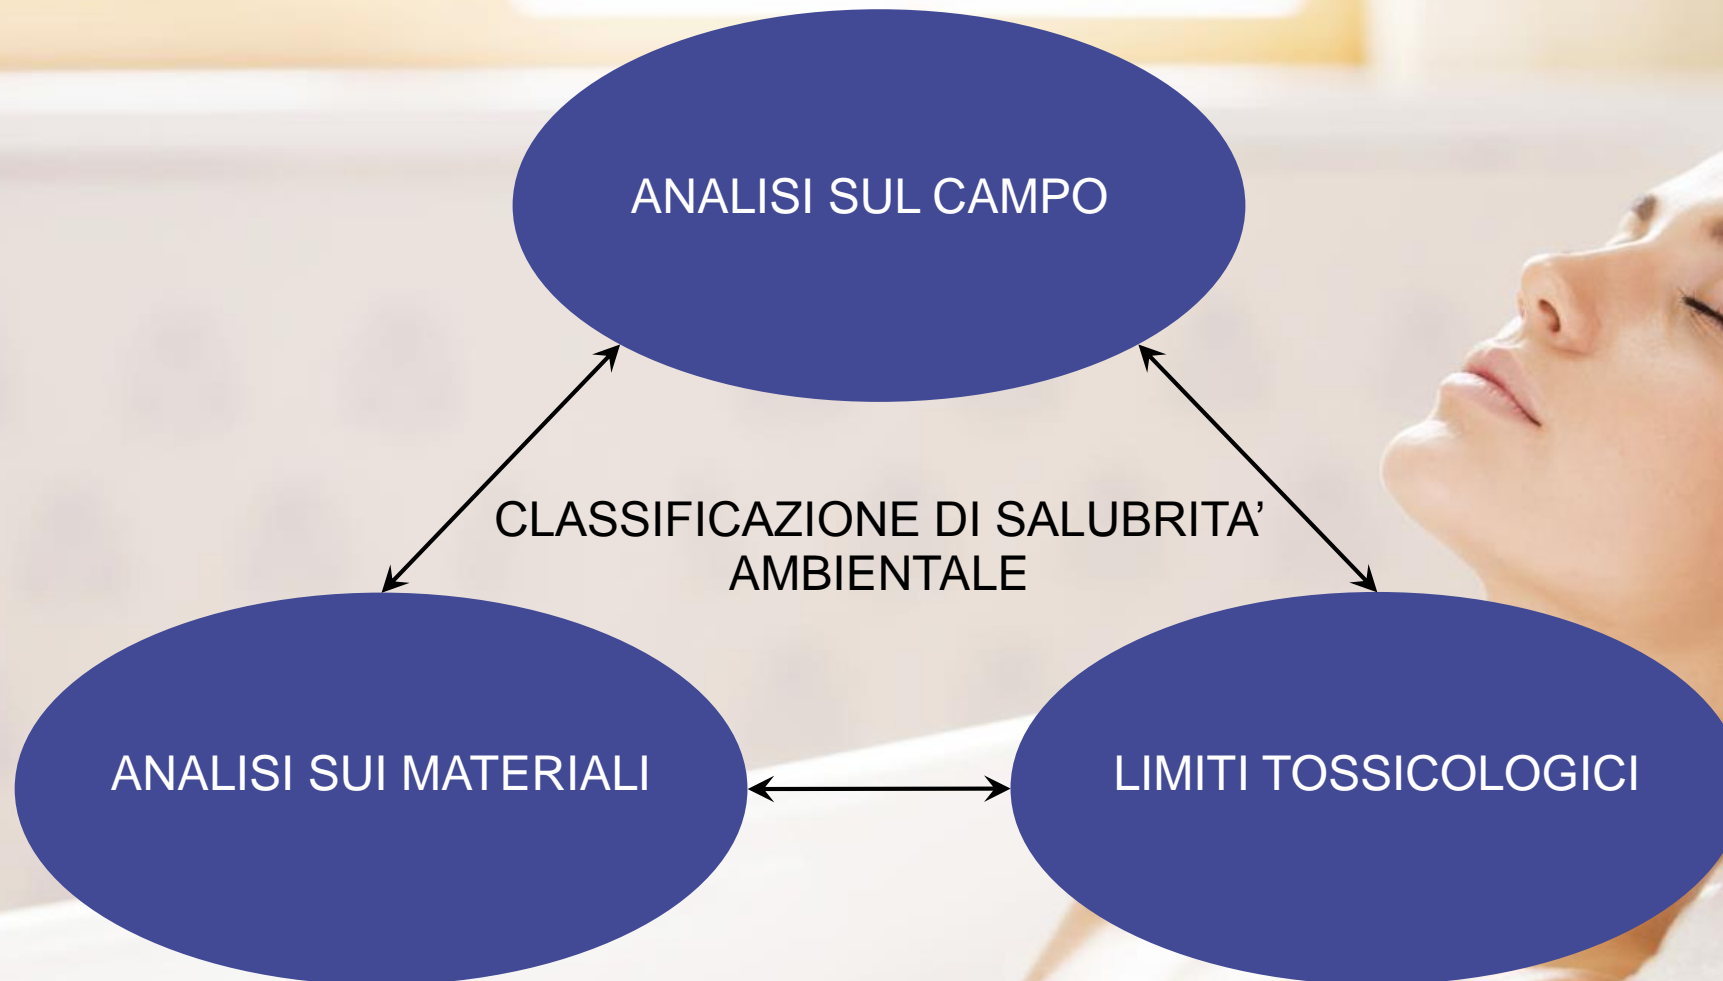 ANALISI SUL CAMPO
CLASSIFICAZIONE DI SALUBRITA’
AMBIENTALE
ANALISI SUI MATERIALI
LIMITI TOSSICOLOGICI